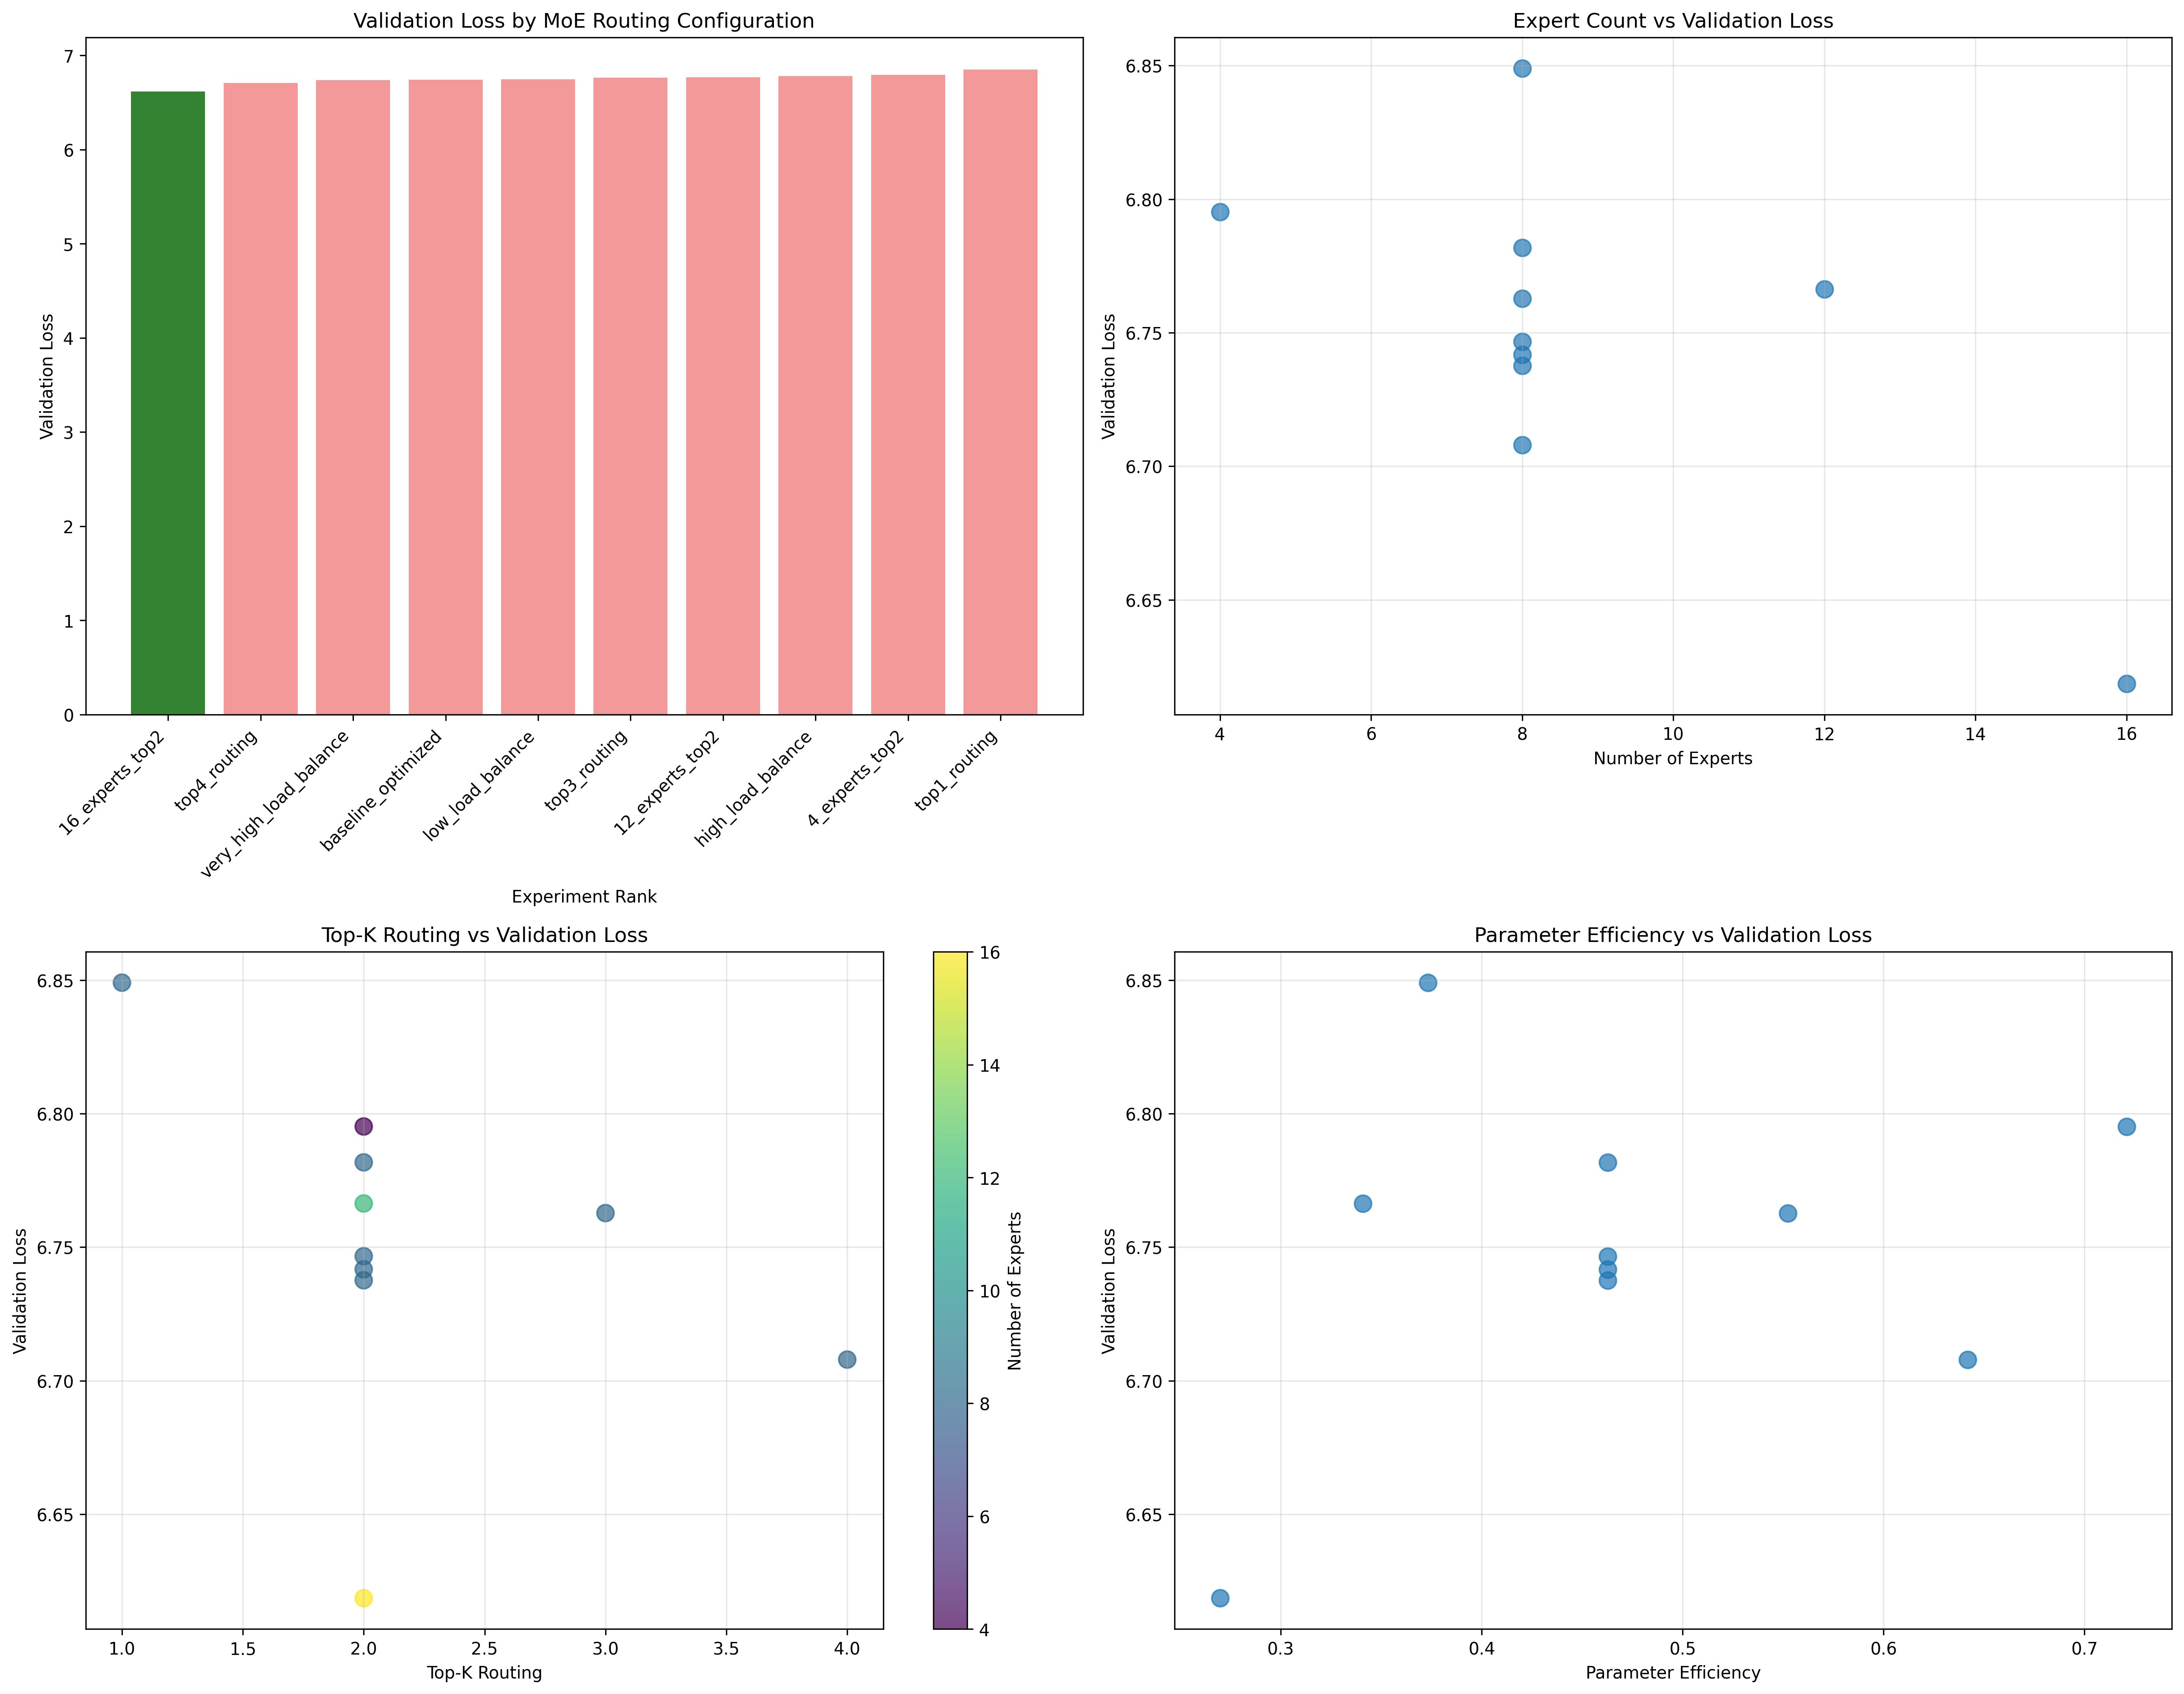 Validation Loss by MoE Routing Configuration
Validation Loss
7
6
5
4
3
2
1
0
16_experts_top2
top4_routing
very_high_load_balance
baseline_optimized
low_load_balance
top3_routing
12_experts_top2
high_load_balance
4_experts_top2
top1_routing
Experiment Rank
Expert Count vs Validation Loss
Validation Loss
6.85
6.80
6.75
6.70
6.65
4
6
8
10
12
14
16
Number of Experts
Top-K Routing vs Validation Loss
Validation Loss
6.85
6.80
6.75
6.70
6.65
1.0
1.5
2.0
2.5
3.0
3.5
4.0
Top-K Routing
16
14
12
10
8
6
4
Number of Experts
Parameter Efficiency vs Validation Loss
Validation Loss
6.85
6.80
6.75
6.70
6.65
0.3
0.4
0.5
0.6
0.7
Parameter Efficiency